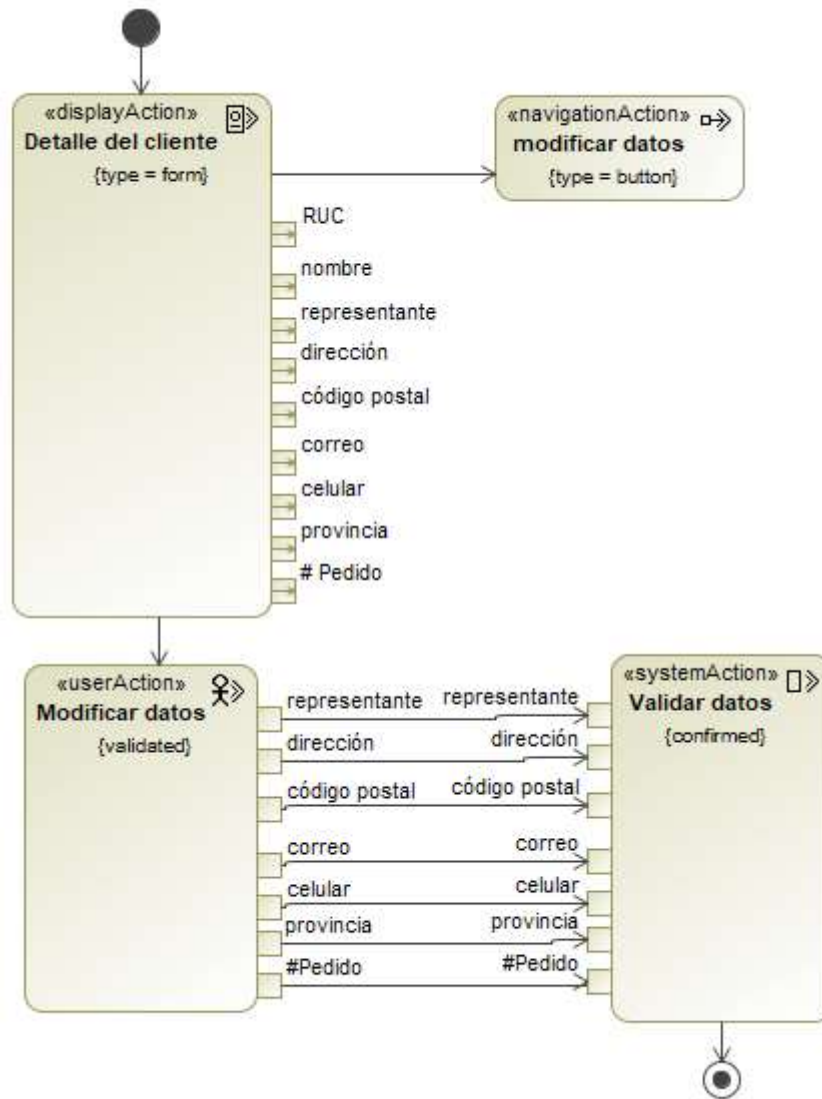 «displayAction»
Detalle del cliente
{type = form}
«navigationAction»
modificar datos
{type = button}
RUC
nombre
representante
dirección
código postal
correo
celular
provincia
# Pedido
«userAction»
Modificar datos
{validated}
representante
dirección
código postal
correo
celular
provincia
#Pedido
representante
dirección
código postal
correo
celular
provincia
#Pedido
«systemAction»
Validar datos
{confirmed}